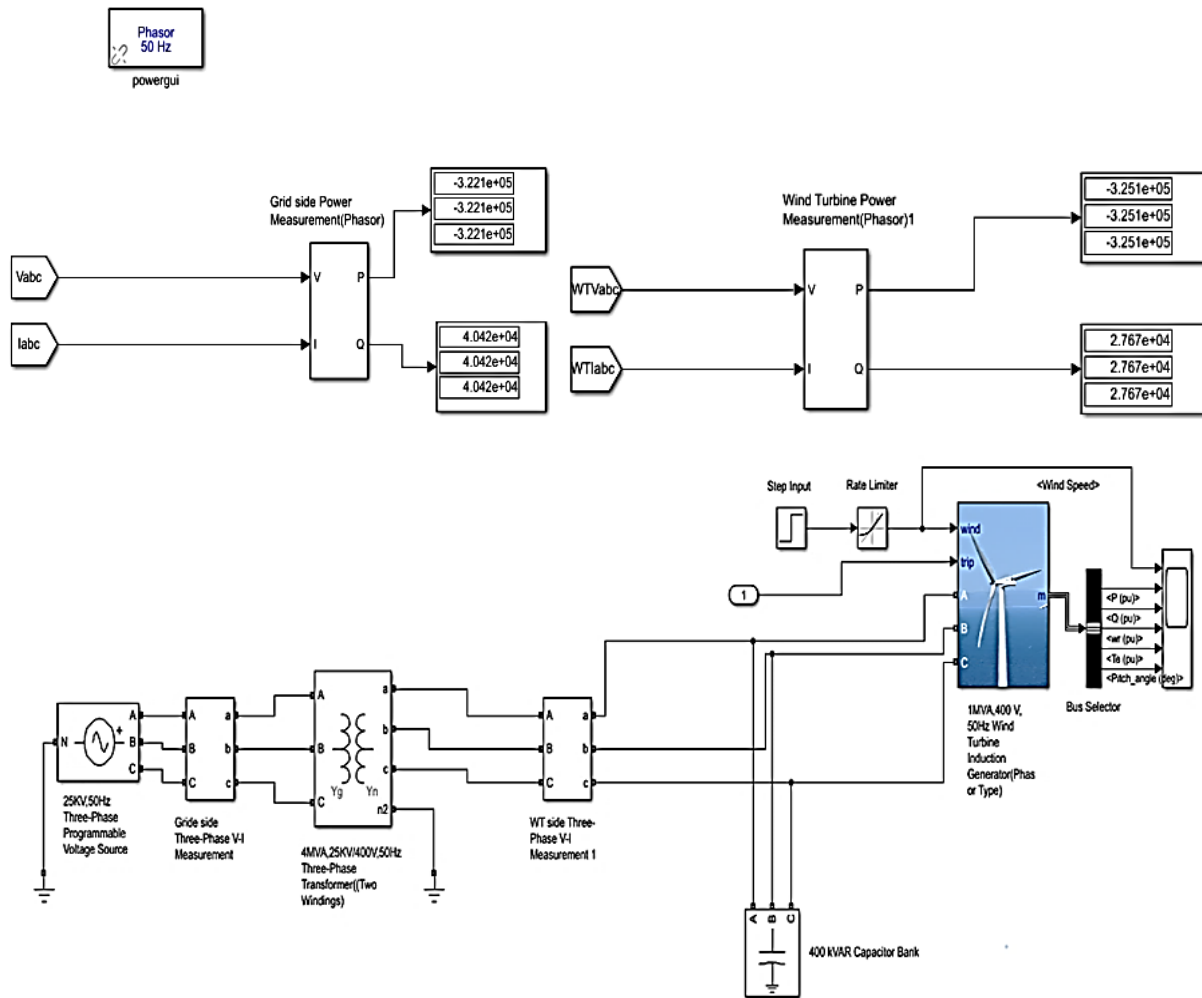 Phasor
50 Hz
powergui
Grid side Power
Measurement(Phasor)
Vabc
Iabc
V
I
P
Q
-3.221e+05
-3.221e+05
-3.221e+05
4.042e+04
4.042e+04
4.042e+04
Wind Turbine Power
Measurement(Phasor)1
WTVabc
WTIabc
V
I
P
Q
-3.251e+05
-3.251e+05
-3.251e+05
2.767e+04
2.767e+04
2.767e+04
Step Input
Rate Limiter
<Wind Speed>
wind
trip
A
B
C
m
1
<P (pu)>
<Q (pu)>
<wr (pu)>
<Te (pu)>
<Pitch_angle (deg)>
Bus Selector
1MVA,400 V,
50Hz Wind
Turbine
Induction
Generator(Phas
or Type)
N
A
B
C
+
25KV,50Hz
Three-Phase
Programmable
Voltage Source
A
B
C
a
b
c
Gride side
Three-Phase V-I
Measurement
A
B
C
a
b
c
n2
Yg
Yn
4MVA,25KV/400V,50Hz
Three-Phase
Transformer((Two
Windings)
A
B
C
a
b
c
WT side Three-
Phase V-I
Measurement 1
A
B
C
400 kVAR Capacitor Bank